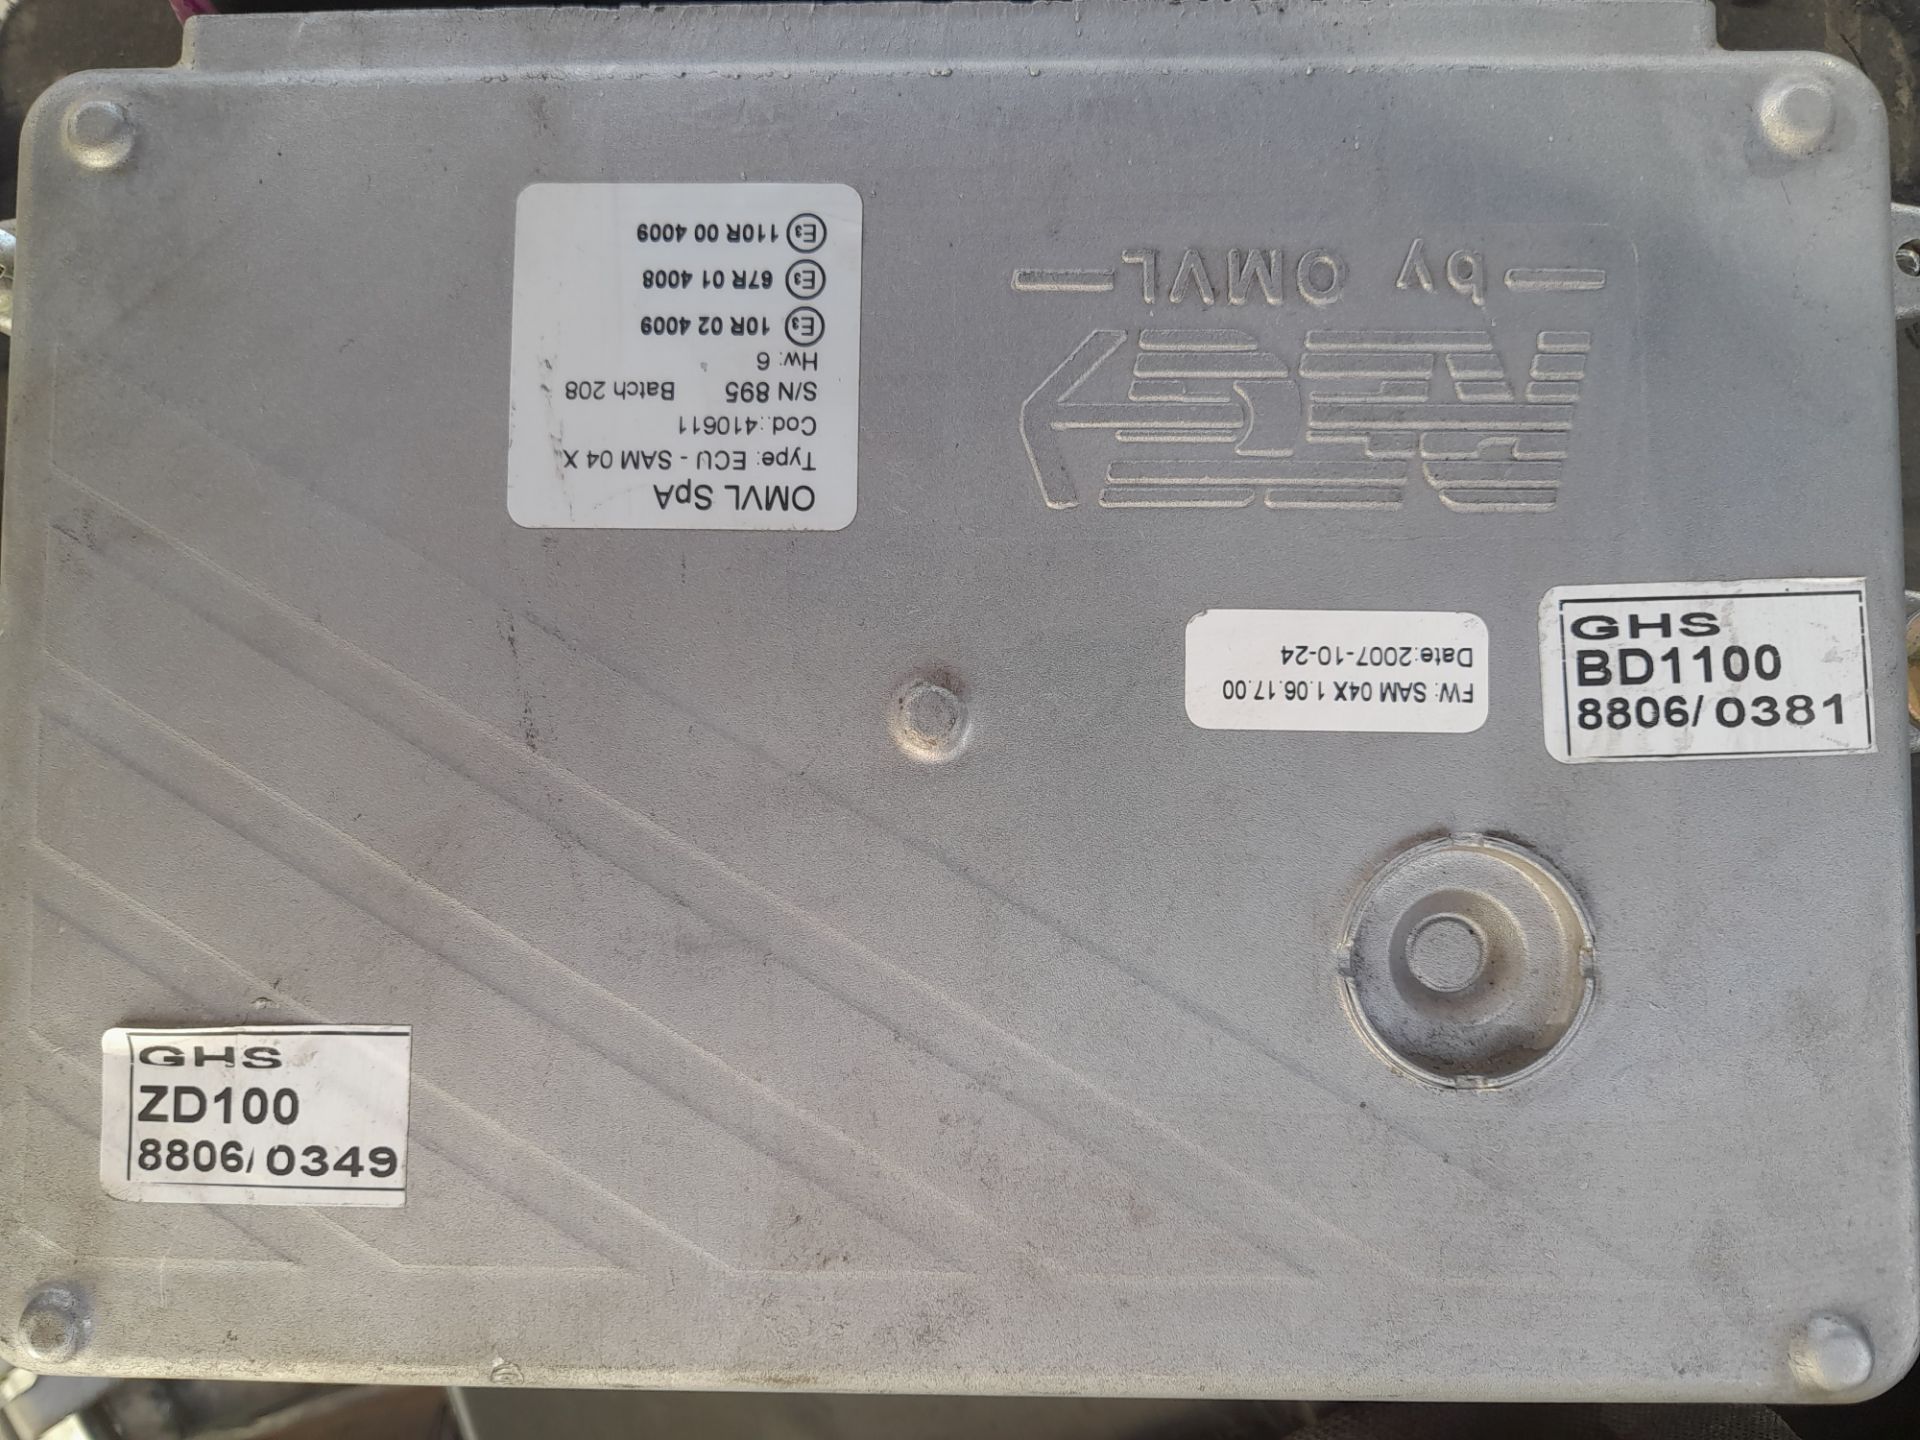 OMVL SpA
Type: ECU - SAM 04 X
Cod.:410611
S/N 895 Batch 208
Hw: 6
E3 10R 02 4009
E3 67R 01 4008
E3 110R 00 4009
REG
— by OMVL —
FW: SAM 04X 1.06.17.00
Date:2007-10-24
GHS
BD1100
8806/0381
GHS
ZD100
8806/0349